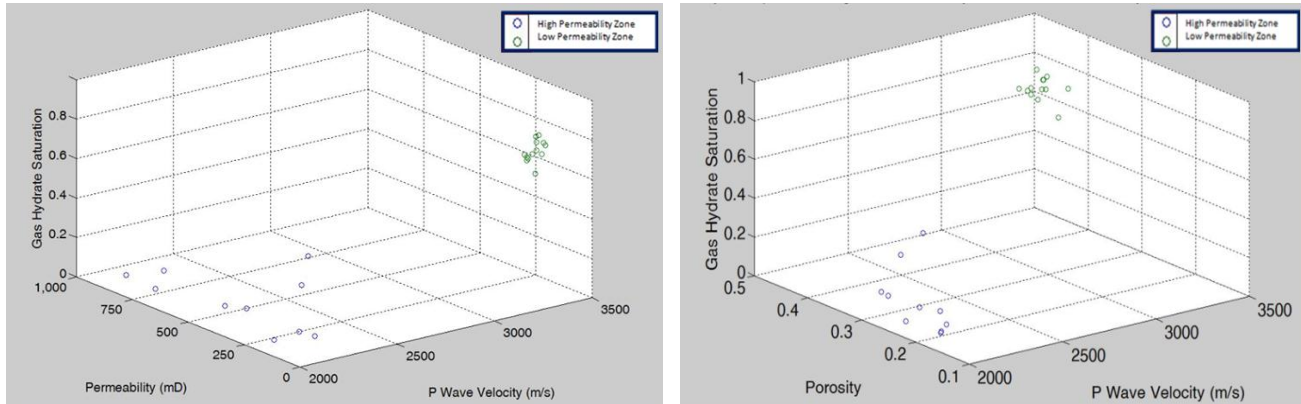 High Permeability Zone
Low Permeability Zone
Gas Hydrate Saturation
0.8
0.6
0.4
0.2
0
1,000
750
500
250
0
2000
2500
3000
3500
Permeability (mD)
P Wave Velocity (m/s)
High Permeability Zone
Low Permeability Zone
Gas Hydrate Saturation
1
0.8
0.6
0.4
0.2
0
0.5
0.4
0.3
0.2
0.1
2000
2500
3000
3500
Porosity
P Wave Velocity (m/s)